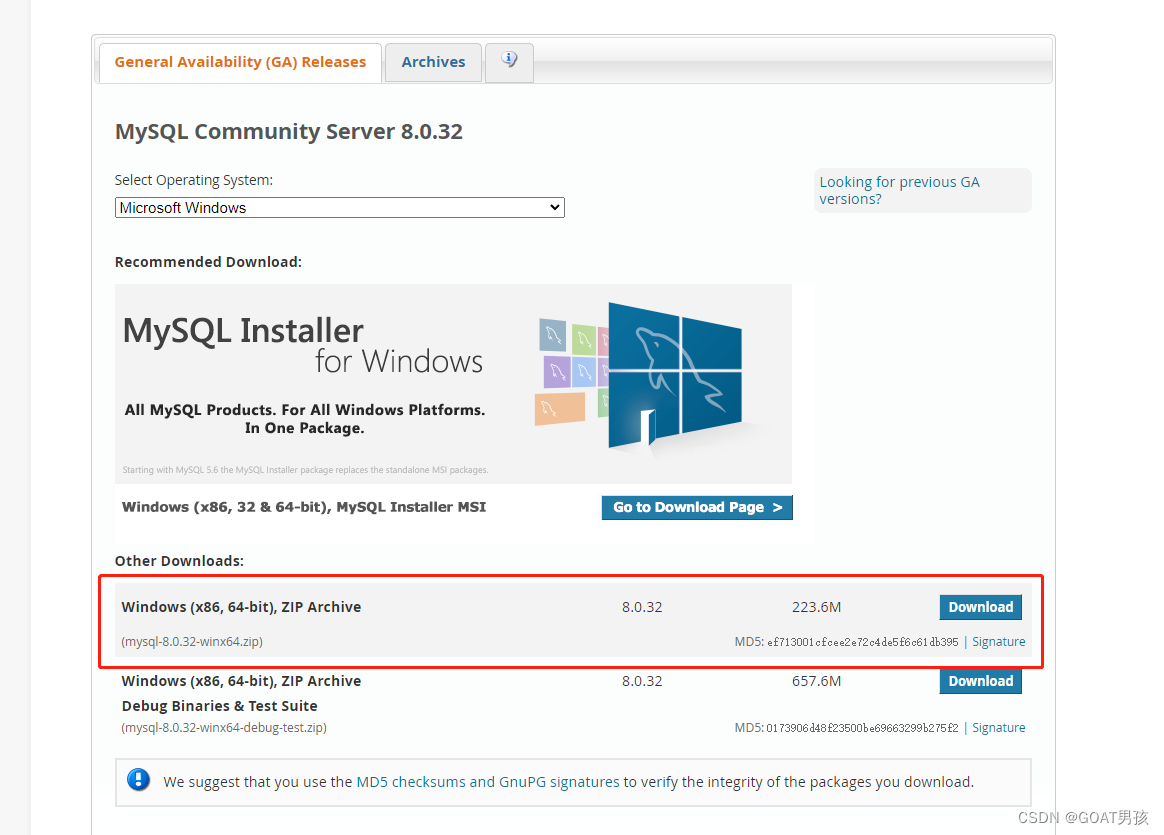 General Availability (GA) Releases
Archives
MySQL Community Server 8.0.32
Select Operating System:
Microsoft Windows
Looking for previous GA
versions?
Recommended Download:
MySQL Installer
for Windows
All MySQL Products. For All Windows Platforms.
In One Package.
Starting with MySQL 5.6 the MySQL Installer package replaces the standalone MSI packages.
Windows (x86, 32 & 64-bit), MySQL Installer MSI
Go to Download Page >
Other Downloads:
Windows (x86, 64-bit), ZIP Archive 8.0.32 223.6M Download
(mysql-8.0.32-winx64.zip) MD5: ef713001cfcee2e72c4de5f6c61db395 | Signature
Windows (x86, 64-bit), ZIP Archive 8.0.32 657.6M Download
Debug Binaries & Test Suite
(mysql-8.0.32-winx64-debug-test.zip) MD5: 0173906d48f23500be69663299b275f2 | Signature
We suggest that you use the MD5 checksums and GnuPG signatures to verify the integrity of the packages you download.
CSDN @GOAT男孩